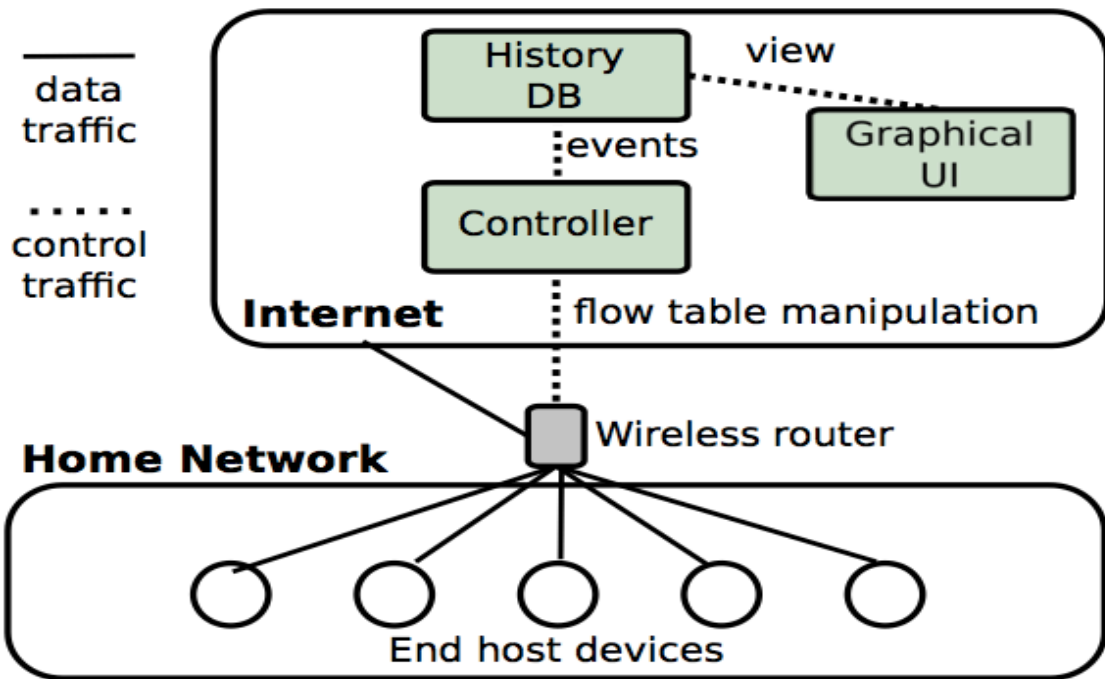 data
traffic
control
traffic
History
DB
view
Graphical
UI
events
Controller
Internet
flow table manipulation
Wireless router
Home Network
End host devices